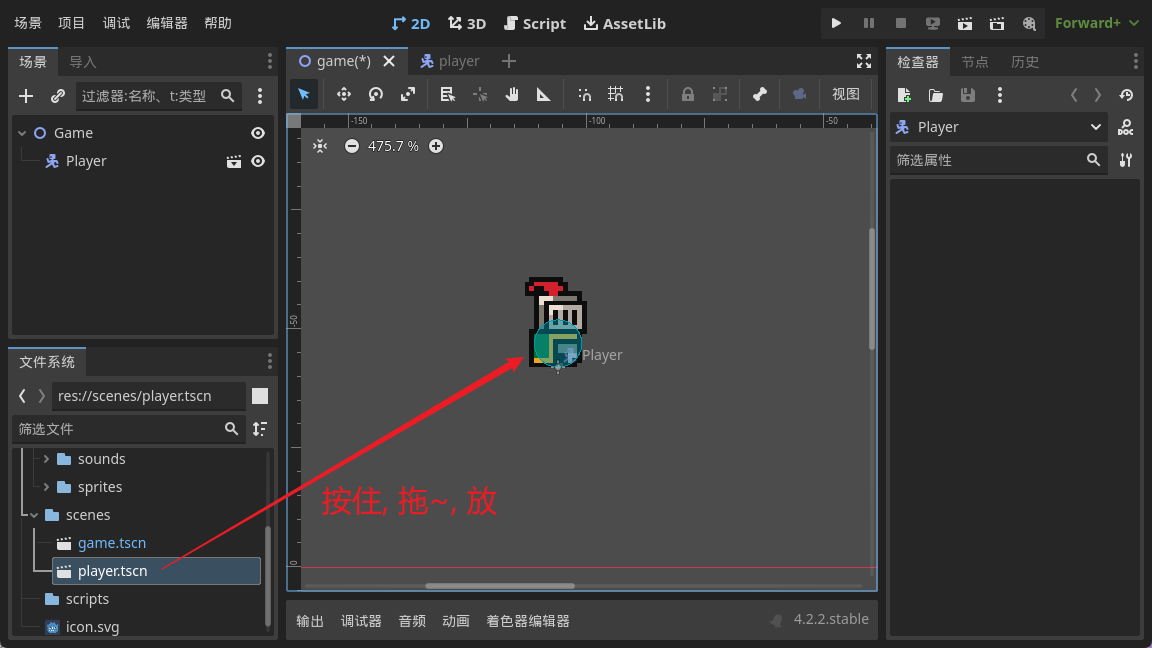 场景 项目 调试 编辑器 帮助
2D 3D Script AssetLib
Forward+
场景 导入
过滤器:名称、t:类型
Game
Player
文件系统
res://scenes/player.tscn
筛选文件
sounds
sprites
scenes
game.tscn
player.tscn
scripts
icon.svg
game(*) player
视图
-150 -100 -50
475.7 %
-50
Player
按住, 拖~, 放
0
输出 调试器 音频 动画 着色器编辑器 4.2.2.stable
检查器 节点 历史
Player
DOC
筛选属性